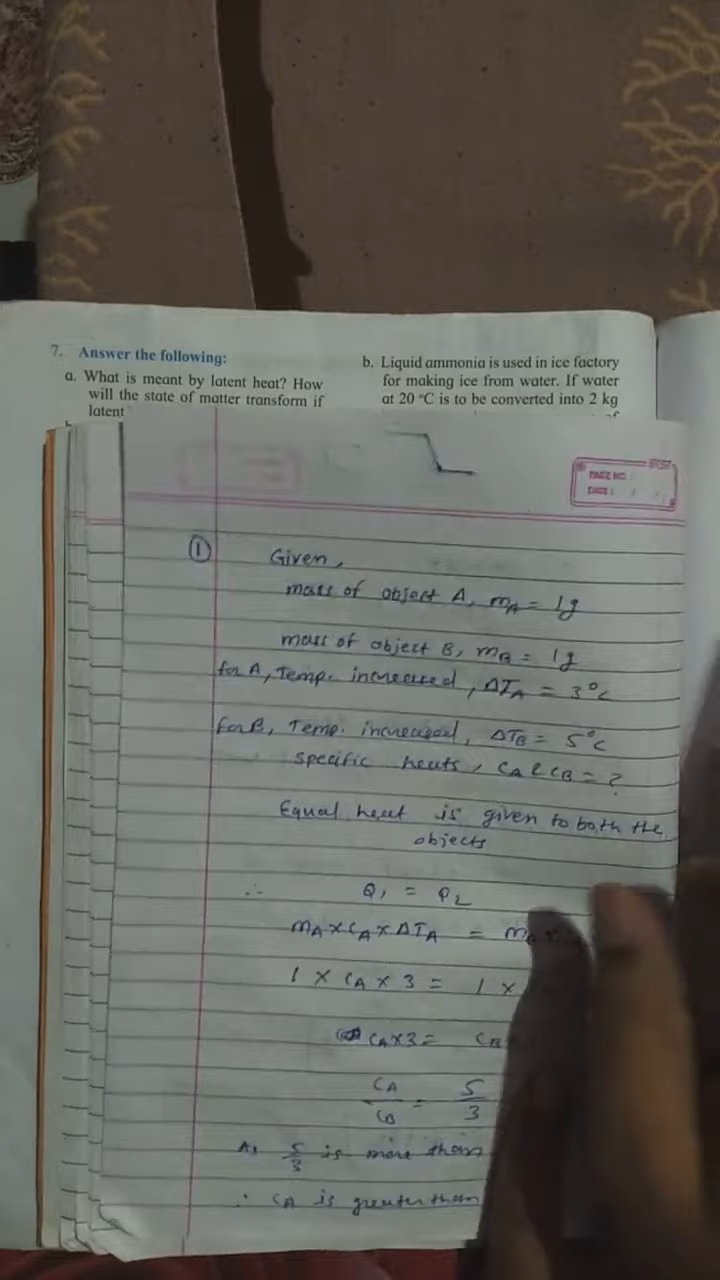 7. Answer the following:
a. What is meant by latent heat? How
will the state of matter transform if
latent
b. Liquid ammonia is used in ice factory
for making ice from water. If water
at 20 °C is to be converted into 2 kg
PAGE NO.
DATE:
① Given,
mass of object A, mA = 1g
mass of object B, mB = 1g
for A, Temp. increased, ΔTA = 3°C
for B, Temp. increased, ΔTB = 5°C
specific heats, CA & CB = ?
Equal heat is given to both the
objects
∴ Q1 = Q2
mA×CA×ΔTA = m
1 × CA × 3 = 1 ×
CA×3 = CB
CA/CB = 5/3
As 5/3 is more than
∴ CA is greater than